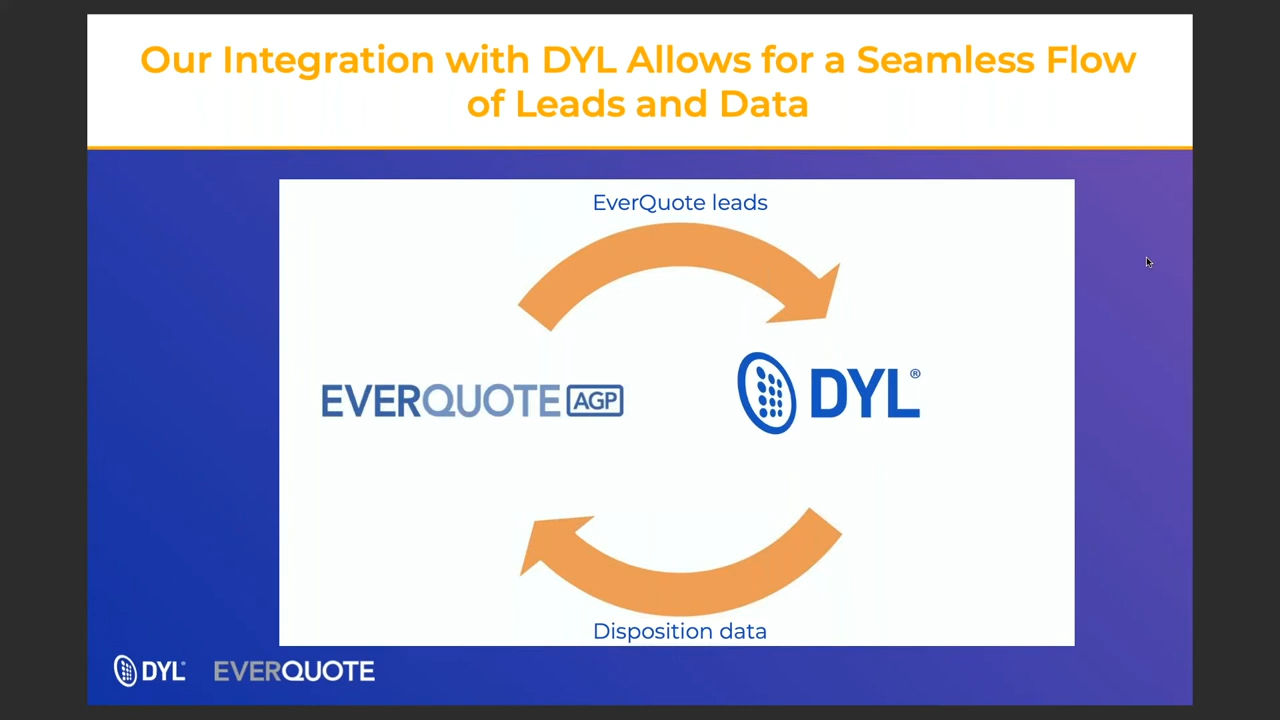 Our Integration with DYL Allows for a Seamless Flow
of Leads and Data
EverQuote leads
EVERQUOTE AGP
DYL®
Disposition data
DYL® EVERQUOTE